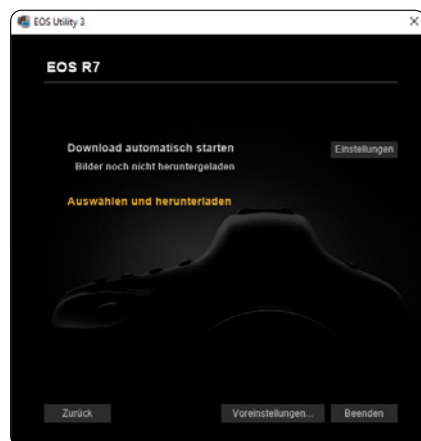 EOS Utility 3
EOS R7
Download automatisch starten
Einstellungen
Bilder noch nicht heruntergeladen
Auswählen und herunterladen
Zurück
Voreinstellungen...
Beenden